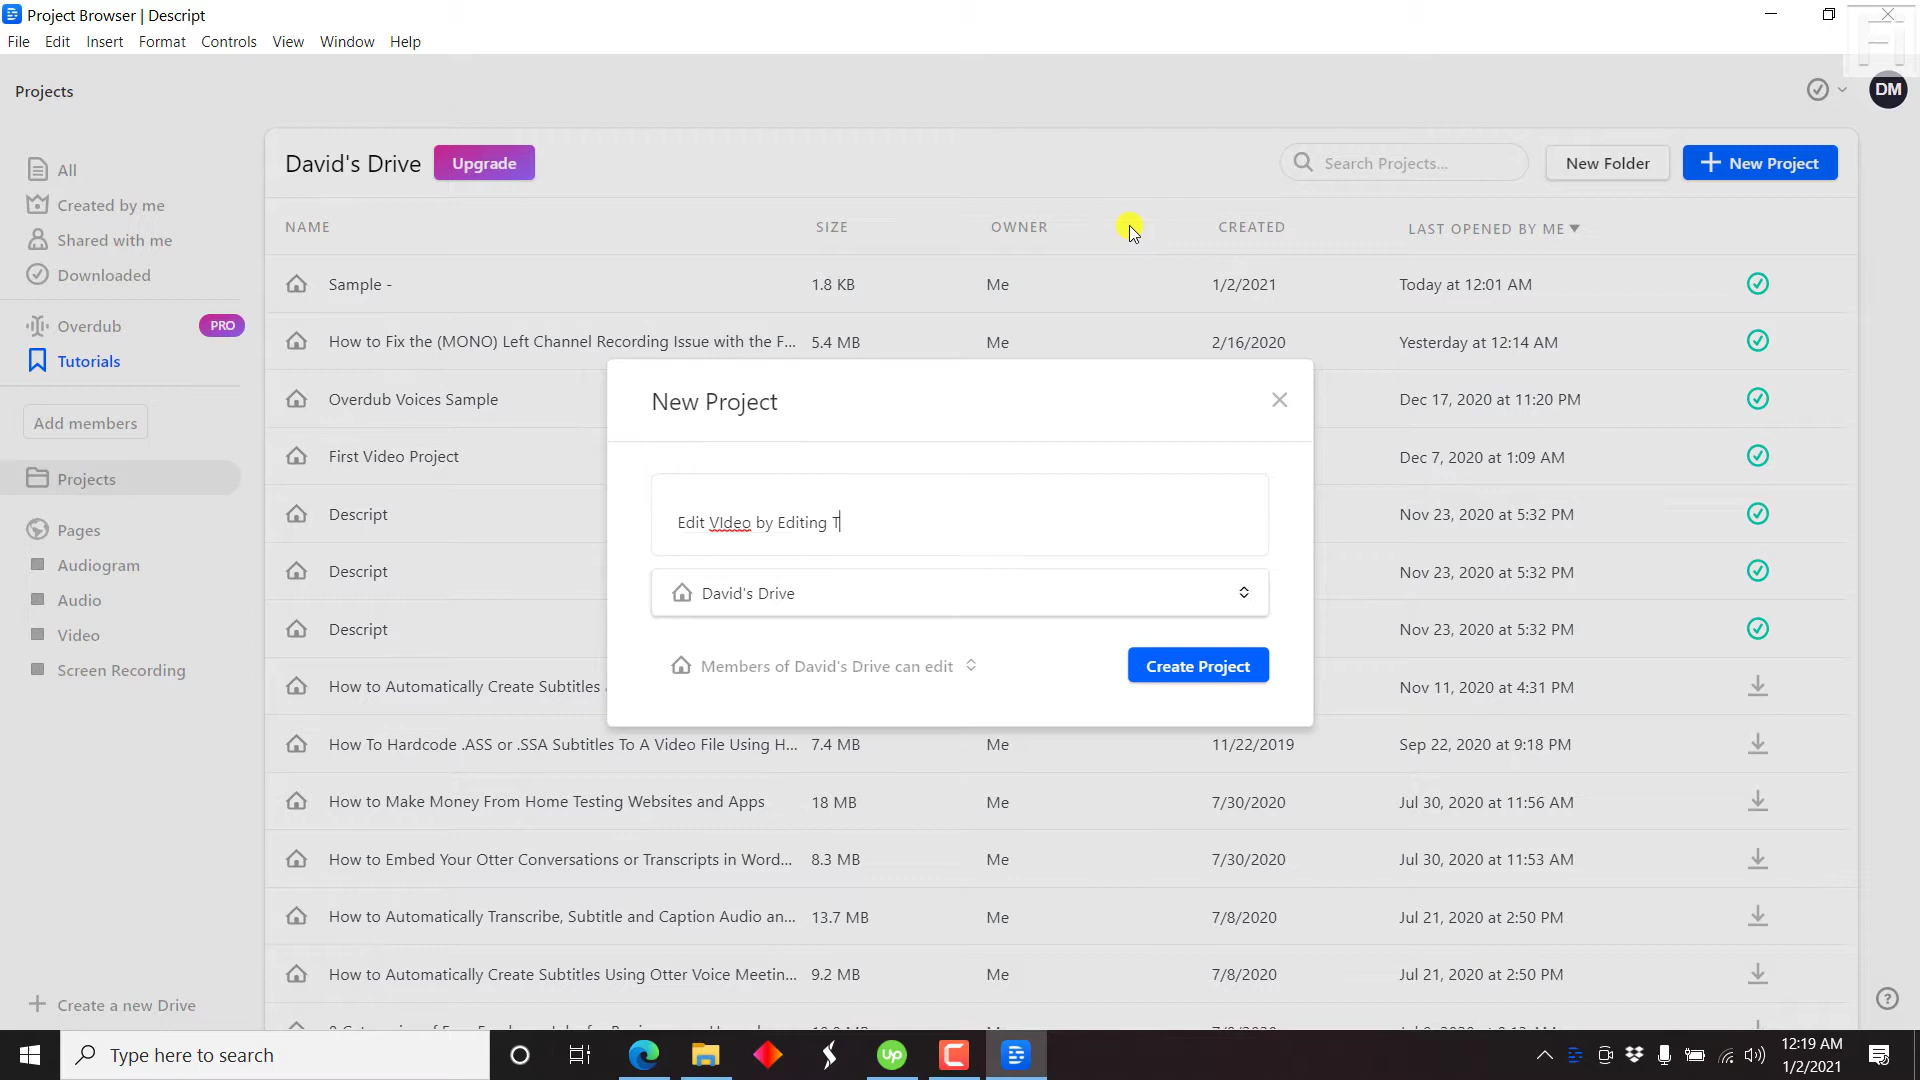 Project Browser | Descript
File Edit Insert Format Controls View Window Help
Projects
DM
All
Created by me
Shared with me
Downloaded
Overdub PRO
Tutorials
Add members
Projects
Pages
Audiogram
Audio
Video
Screen Recording
Create a new Drive
David's Drive Upgrade Search Projects... New Folder New Project
NAME SIZE OWNER CREATED LAST OPENED BY ME
Sample - 1.8 KB Me 1/2/2021 Today at 12:01 AM
How to Fix the (MONO) Left Channel Recording Issue with the F... 5.4 MB Me 2/16/2020 Yesterday at 12:14 AM
Overdub Voices Sample Dec 17, 2020 at 11:20 PM
First Video Project Dec 7, 2020 at 1:09 AM
Descript Nov 23, 2020 at 5:32 PM
Descript Nov 23, 2020 at 5:32 PM
Descript Nov 23, 2020 at 5:32 PM
How to Automatically Create Subtitles Nov 11, 2020 at 4:31 PM
How To Hardcode .ASS or .SSA Subtitles To A Video File Using H... 7.4 MB Me 11/22/2019 Sep 22, 2020 at 9:18 PM
How to Make Money From Home Testing Websites and Apps 18 MB Me 7/30/2020 Jul 30, 2020 at 11:56 AM
How to Embed Your Otter Conversations or Transcripts in Word... 8.3 MB Me 7/30/2020 Jul 30, 2020 at 11:53 AM
How to Automatically Transcribe, Subtitle and Caption Audio an... 13.7 MB Me 7/8/2020 Jul 21, 2020 at 2:50 PM
How to Automatically Create Subtitles Using Otter Voice Meetin... 9.2 MB Me 7/8/2020 Jul 21, 2020 at 2:50 PM
New Project
Edit VIdeo by Editing T
David's Drive
Members of David's Drive can edit Create Project
Type here to search
Up
12:19 AM
1/2/2021